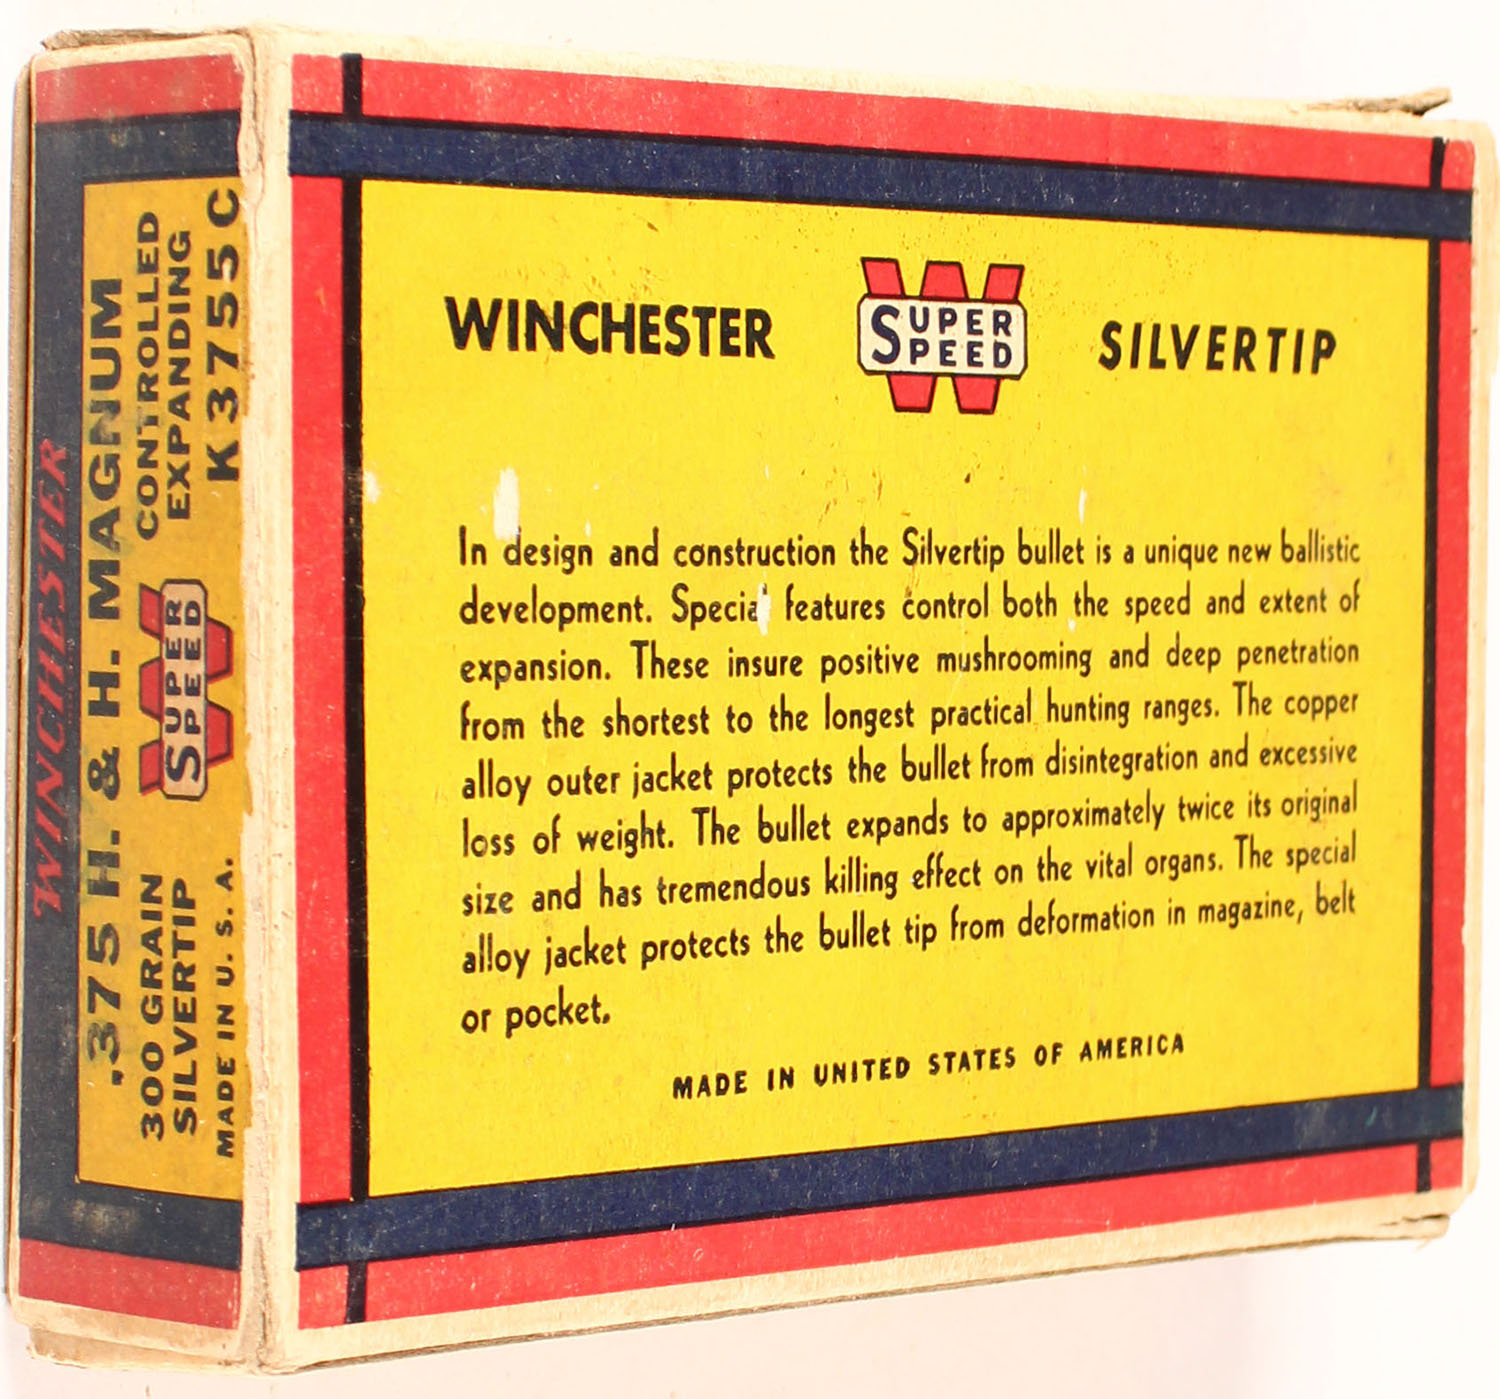 WINCHESTER
.375 H. & H. MAGNUM
300 GRAIN
SILVERTIP
MADE IN U.S.A.
SUPER
SPEED
CONTROLLED
EXPANDING
K3755C
WINCHESTER SUPER SPEED SILVERTIP
In design and construction the Silvertip bullet is a unique new ballistic
development. Special features control both the speed and extent of
expansion. These insure positive mushrooming and deep penetration
from the shortest to the longest practical hunting ranges. The copper
alloy outer jacket protects the bullet from disintegration and excessive
loss of weight. The bullet expands to approximately twice its original
size and has tremendous killing effect on the vital organs. The special
alloy jacket protects the bullet tip from deformation in magazine, belt
or pocket.
MADE IN UNITED STATES OF AMERICA